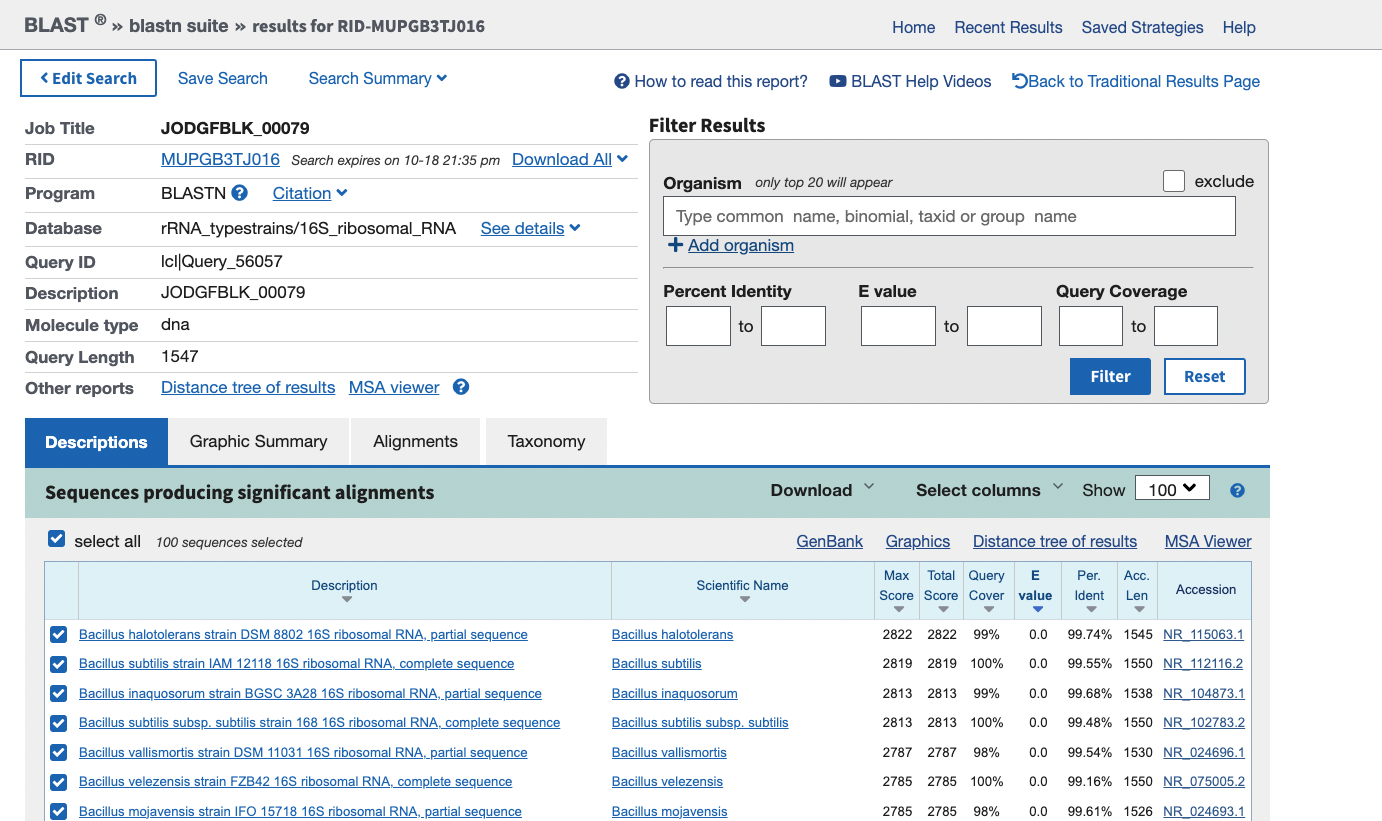 BLAST ® » blastn suite » results for RID-MUPGB3TJ016
Home Recent Results Saved Strategies Help
Edit Search Save Search Search Summary
How to read this report? BLAST Help Videos Back to Traditional Results Page
Job Title JODGFBLK_00079
RID MUPGB3TJ016 Search expires on 10-18 21:35 pm Download All
Program BLASTN Citation
Database rRNA_typestrains/16S_ribosomal_RNA See details
Query ID lcl|Query_56057
Description JODGFBLK_00079
Molecule type dna
Query Length 1547
Other reports Distance tree of results MSA viewer
Filter Results
Organism only top 20 will appear exclude
Type common name, binomial, taxid or group name
Add organism
Percent Identity E value Query Coverage
to to to
Filter Reset
Descriptions Graphic Summary Alignments Taxonomy
Sequences producing significant alignments Download Select columns Show 100
select all 100 sequences selected GenBank Graphics Distance tree of results MSA Viewer
Description Scientific Name Max Score Total Score Query Cover E value Per. Ident Acc. Len Accession
Bacillus halotolerans strain DSM 8802 16S ribosomal RNA, partial sequence Bacillus halotolerans 2822 2822 99% 0.0 99.74% 1545 NR_115063.1
Bacillus subtilis strain IAM 12118 16S ribosomal RNA, complete sequence Bacillus subtilis 2819 2819 100% 0.0 99.55% 1550 NR_112116.2
Bacillus inaquosorum strain BGSC 3A28 16S ribosomal RNA, partial sequence Bacillus inaquosorum 2813 2813 99% 0.0 99.68% 1538 NR_104873.1
Bacillus subtilis subsp. subtilis strain 168 16S ribosomal RNA, complete sequence Bacillus subtilis subsp. subtilis 2813 2813 100% 0.0 99.48% 1550 NR_102783.2
Bacillus vallismortis strain DSM 11031 16S ribosomal RNA, partial sequence Bacillus vallismortis 2787 2787 98% 0.0 99.54% 1530 NR_024696.1
Bacillus velezensis strain FZB42 16S ribosomal RNA, complete sequence Bacillus velezensis 2785 2785 100% 0.0 99.16% 1550 NR_075005.2
Bacillus mojavensis strain IFO 15718 16S ribosomal RNA, partial sequence Bacillus mojavensis 2785 2785 98% 0.0 99.61% 1526 NR_024693.1